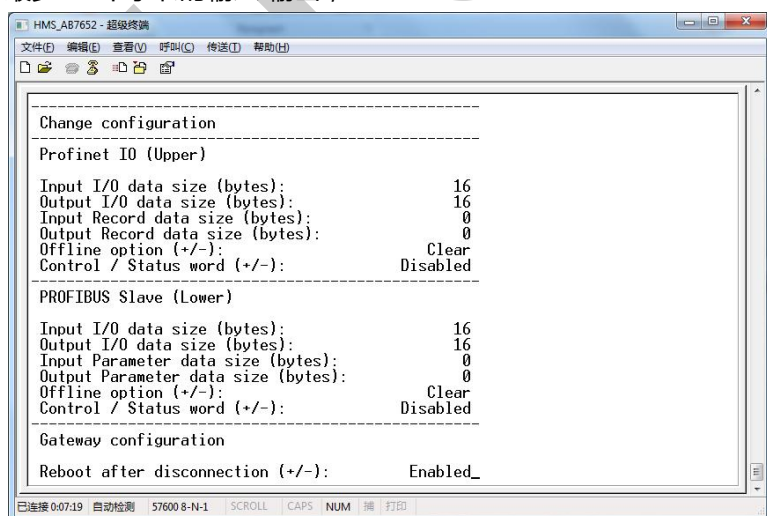 HMS_AB7652 - 超级终端
文件(F) 编辑(E) 查看(V) 呼叫(C) 传送(T) 帮助(H)
Change configuration
Profinet IO (Upper)
Input I/O data size (bytes): 16
Output I/O data size (bytes): 16
Input Record data size (bytes): 0
Output Record data size (bytes): 0
Offline option (+/-): Clear
Control / Status word (+/-): Disabled
PROFIBUS Slave (Lower)
Input I/O data size (bytes): 16
Output I/O data size (bytes): 16
Input Parameter data size (bytes): 0
Output Parameter data size (bytes): 0
Offline option (+/-): Clear
Control / Status word (+/-): Disabled
Gateway configuration
Reboot after disconnection (+/-): Enabled_
已连接 0:07:19 自动检测 57600 8-N-1 SCROLL CAPS NUM 捕 打印